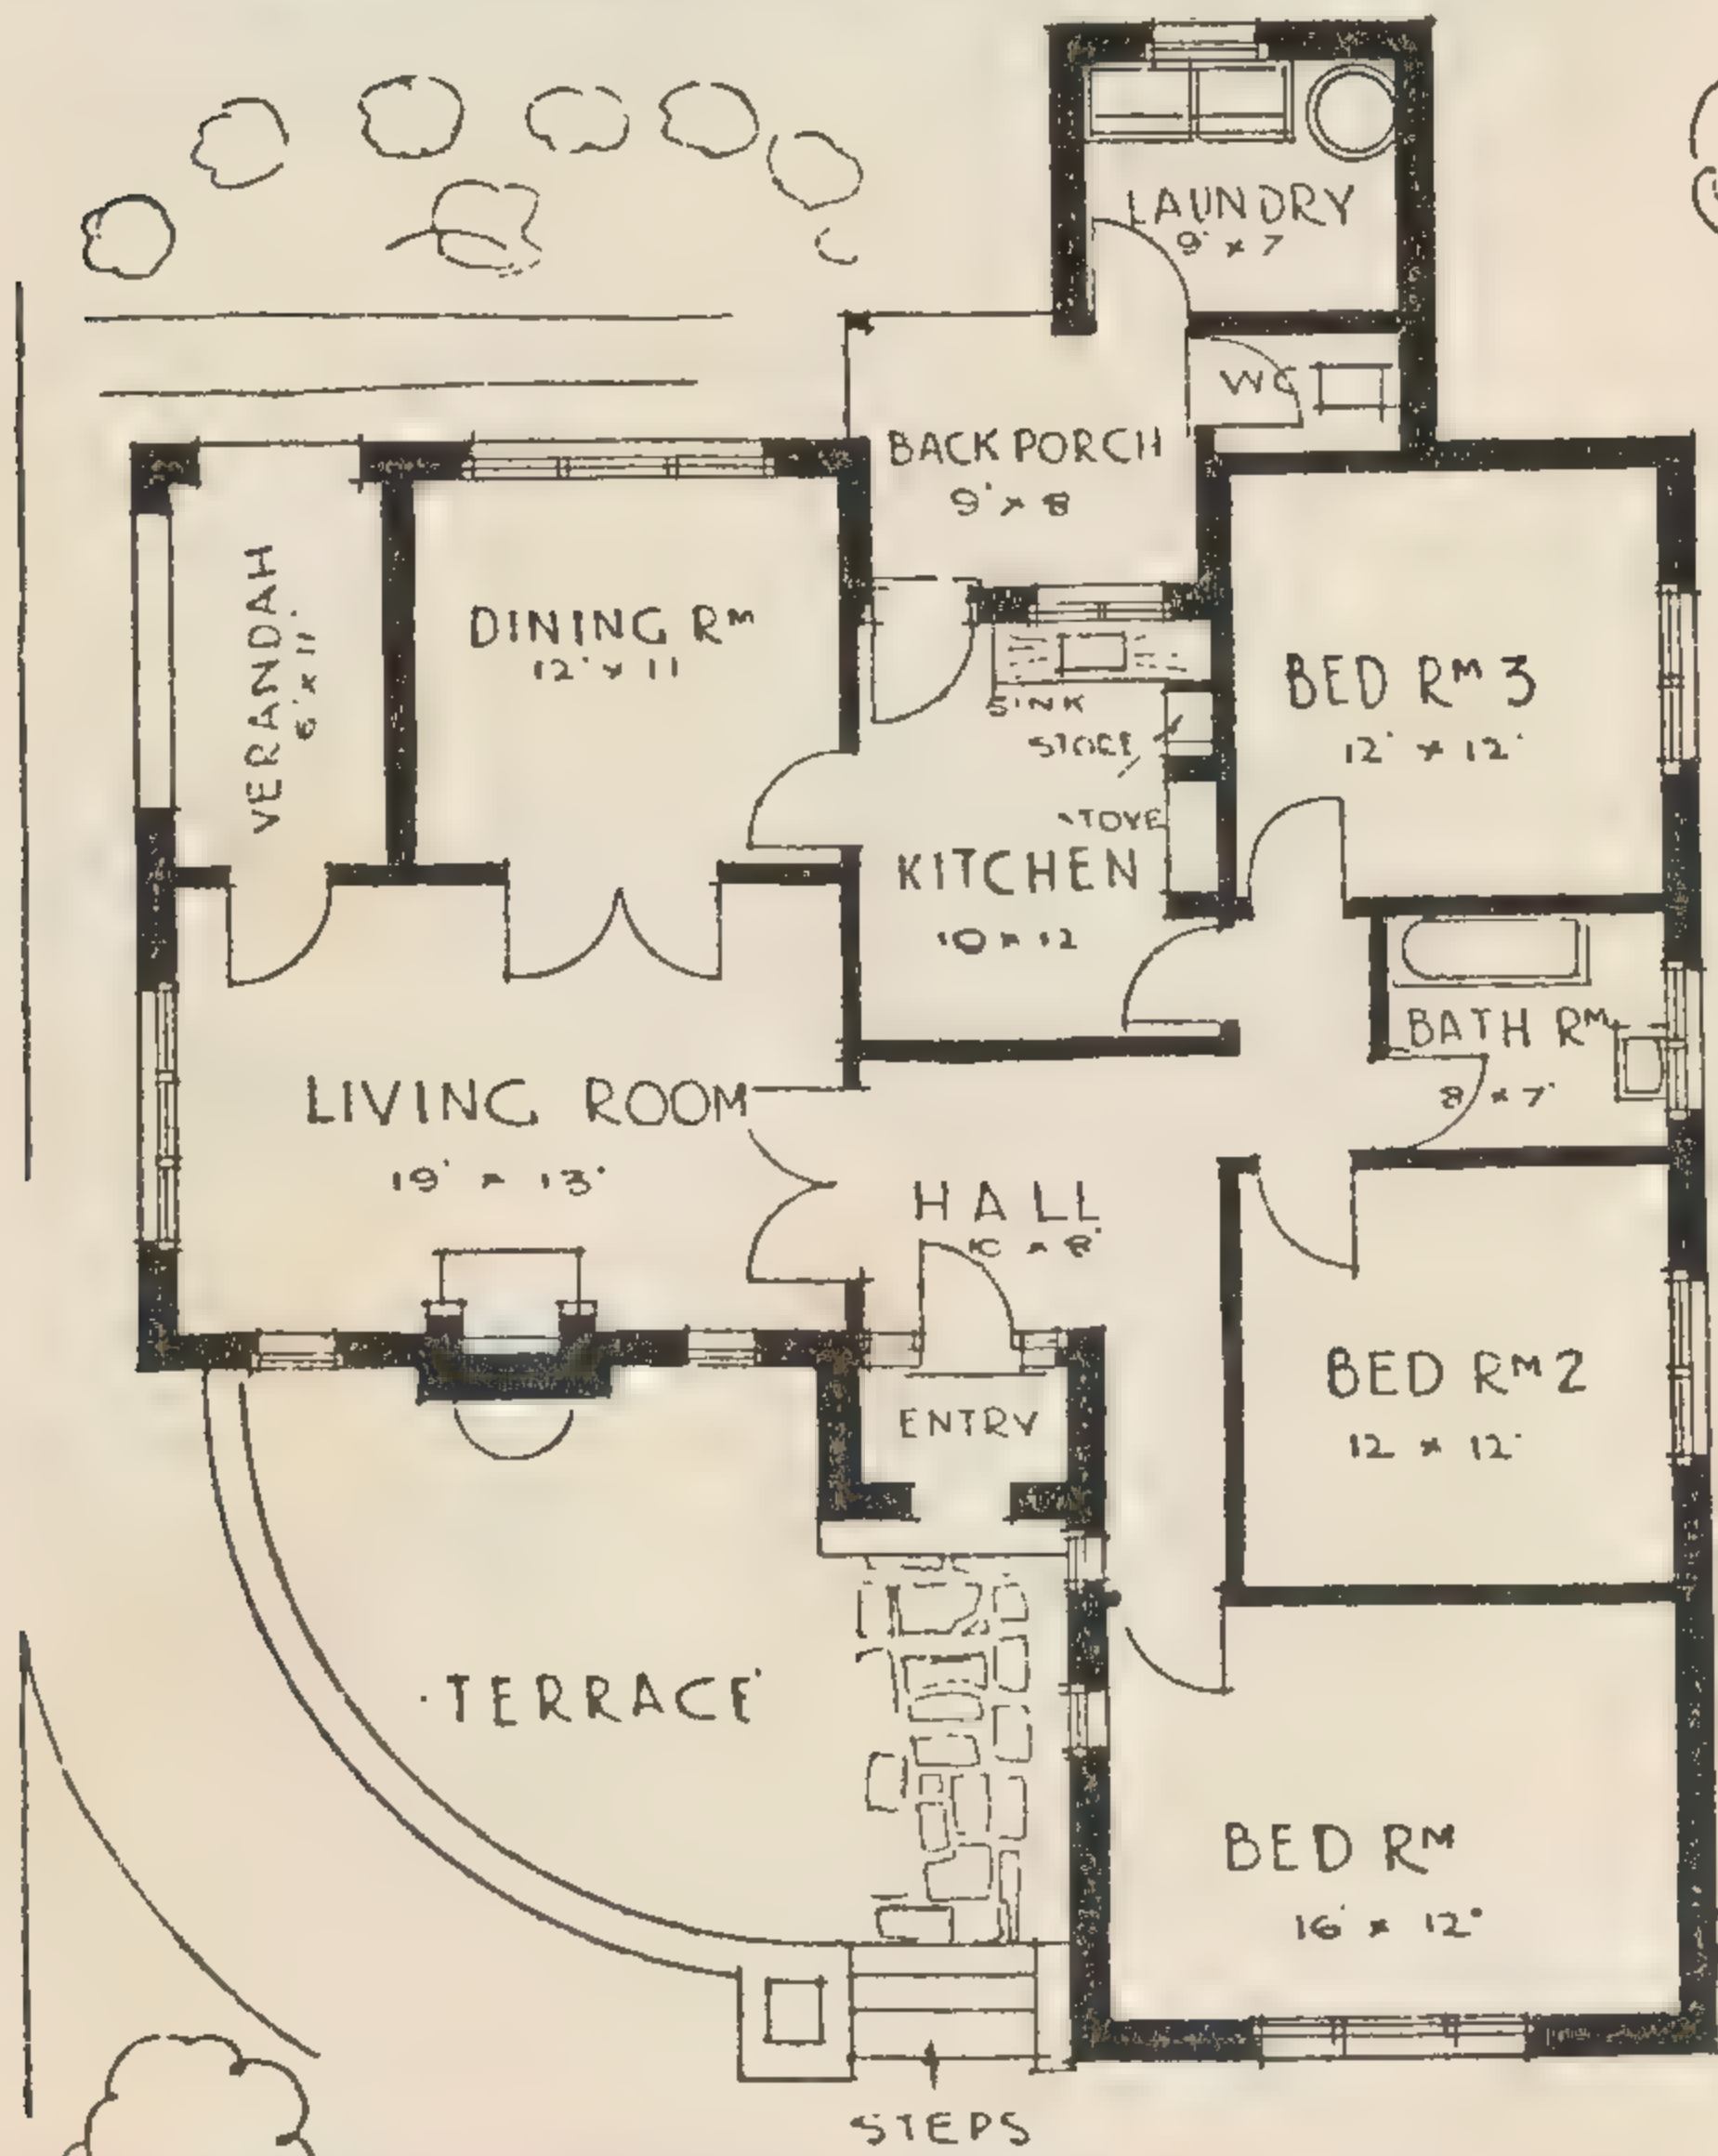 LAUNDRY
9' x 7
WC
BACK PORCH
9' x 8
VERANDAH
6' x 11'
DINING RM
12' x 11
SINK
STORE
STOVE
KITCHEN
10 x 12
BED RM 3
12' x 12'
BATH RM
8' x 7'
LIVING ROOM
19' x 13'
HALL
10 x 8'
ENTRY
BED RM 2
12 x 12'
TERRACE
BED RM
16' x 12'
STEPS